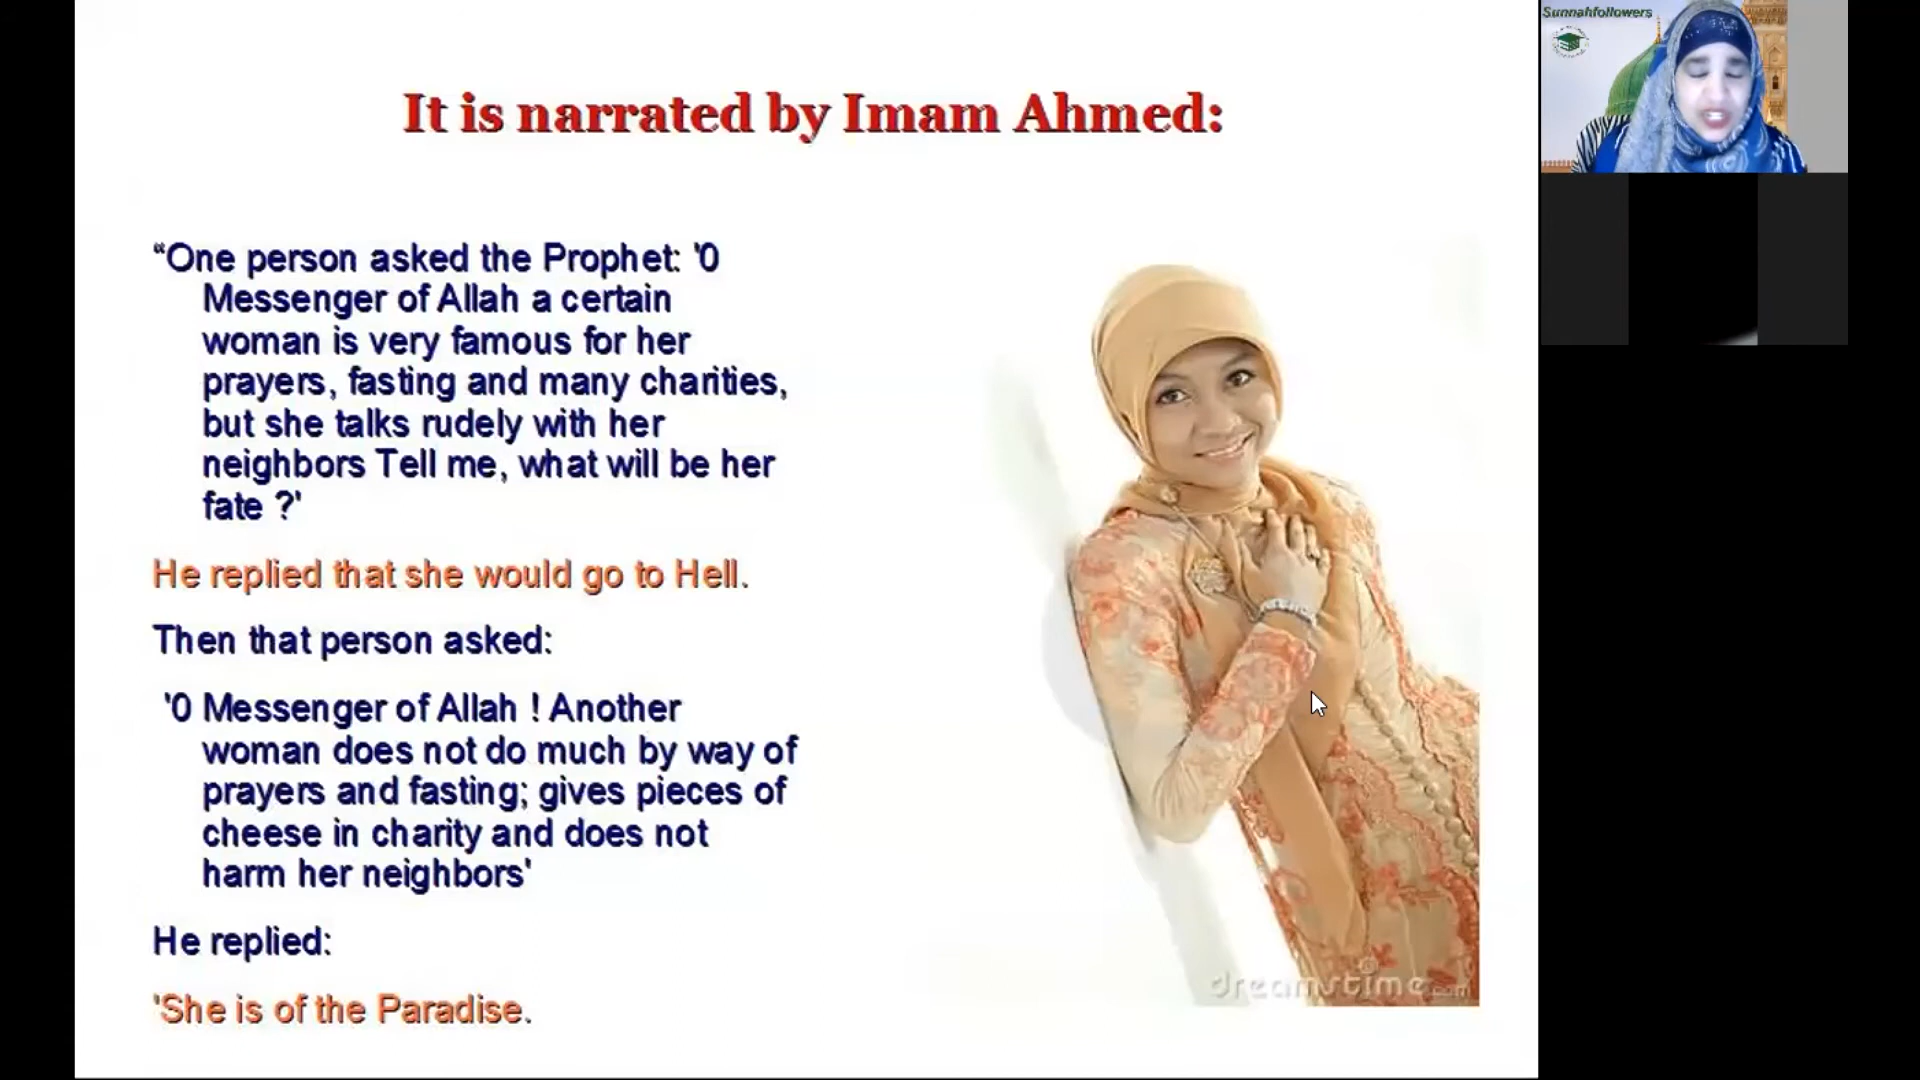 It is narrated by Imam Ahmed:
“One person asked the Prophet: '0
Messenger of Allah a certain
woman is very famous for her
prayers, fasting and many charities,
but she talks rudely with her
neighbors Tell me, what will be her
fate ?'
He replied that she would go to Hell.
Then that person asked:
'0 Messenger of Allah ! Another
woman does not do much by way of
prayers and fasting; gives pieces of
cheese in charity and does not
harm her neighbors'
He replied:
'She is of the Paradise.
dreamstime.com
Sunnahfollowers